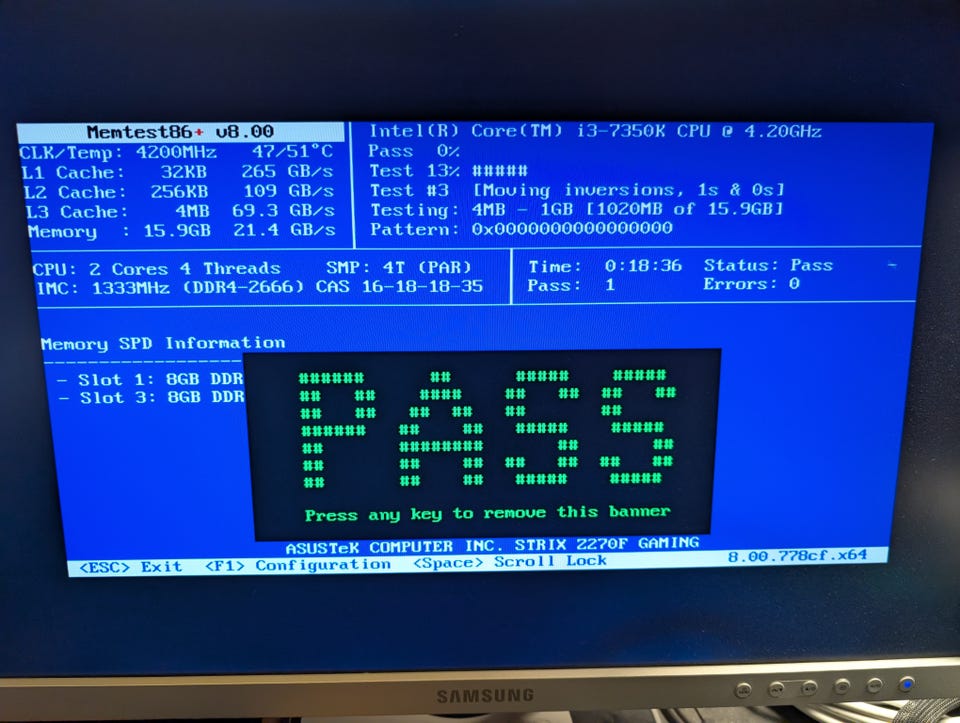 Memtest86+ v8.00
Intel(R) Core(TM) i3-7350K CPU @ 4.20GHz
CLK/Temp: 4200MHz 47/51°C
Pass 0%
L1 Cache: 32KB 265 GB/s
Test 13% #####
L2 Cache: 256KB 109 GB/s
Test #3 [Moving inversions, 1s & 0s]
L3 Cache: 4MB 69.3 GB/s
Testing: 4MB - 1GB [1020MB of 15.9GB]
Memory : 15.9GB 21.4 GB/s
Pattern: 0x0000000000000000
CPU: 2 Cores 4 Threads SMP: 4T (PAR)
Time: 0:18:36 Status: Pass -
IMC: 1333MHz (DDR4-2666) CAS 16-18-18-35
Pass: 1 Errors: 0
Memory SPD Information
- Slot 1: 8GB DDR
- Slot 3: 8GB DDR
PASS
Press any key to remove this banner
ASUSTeK COMPUTER INC. STRIX Z270F GAMING
<ESC> Exit <F1> Configuration <Space> Scroll Lock 8.00.778cf.x64
SAMSUNG